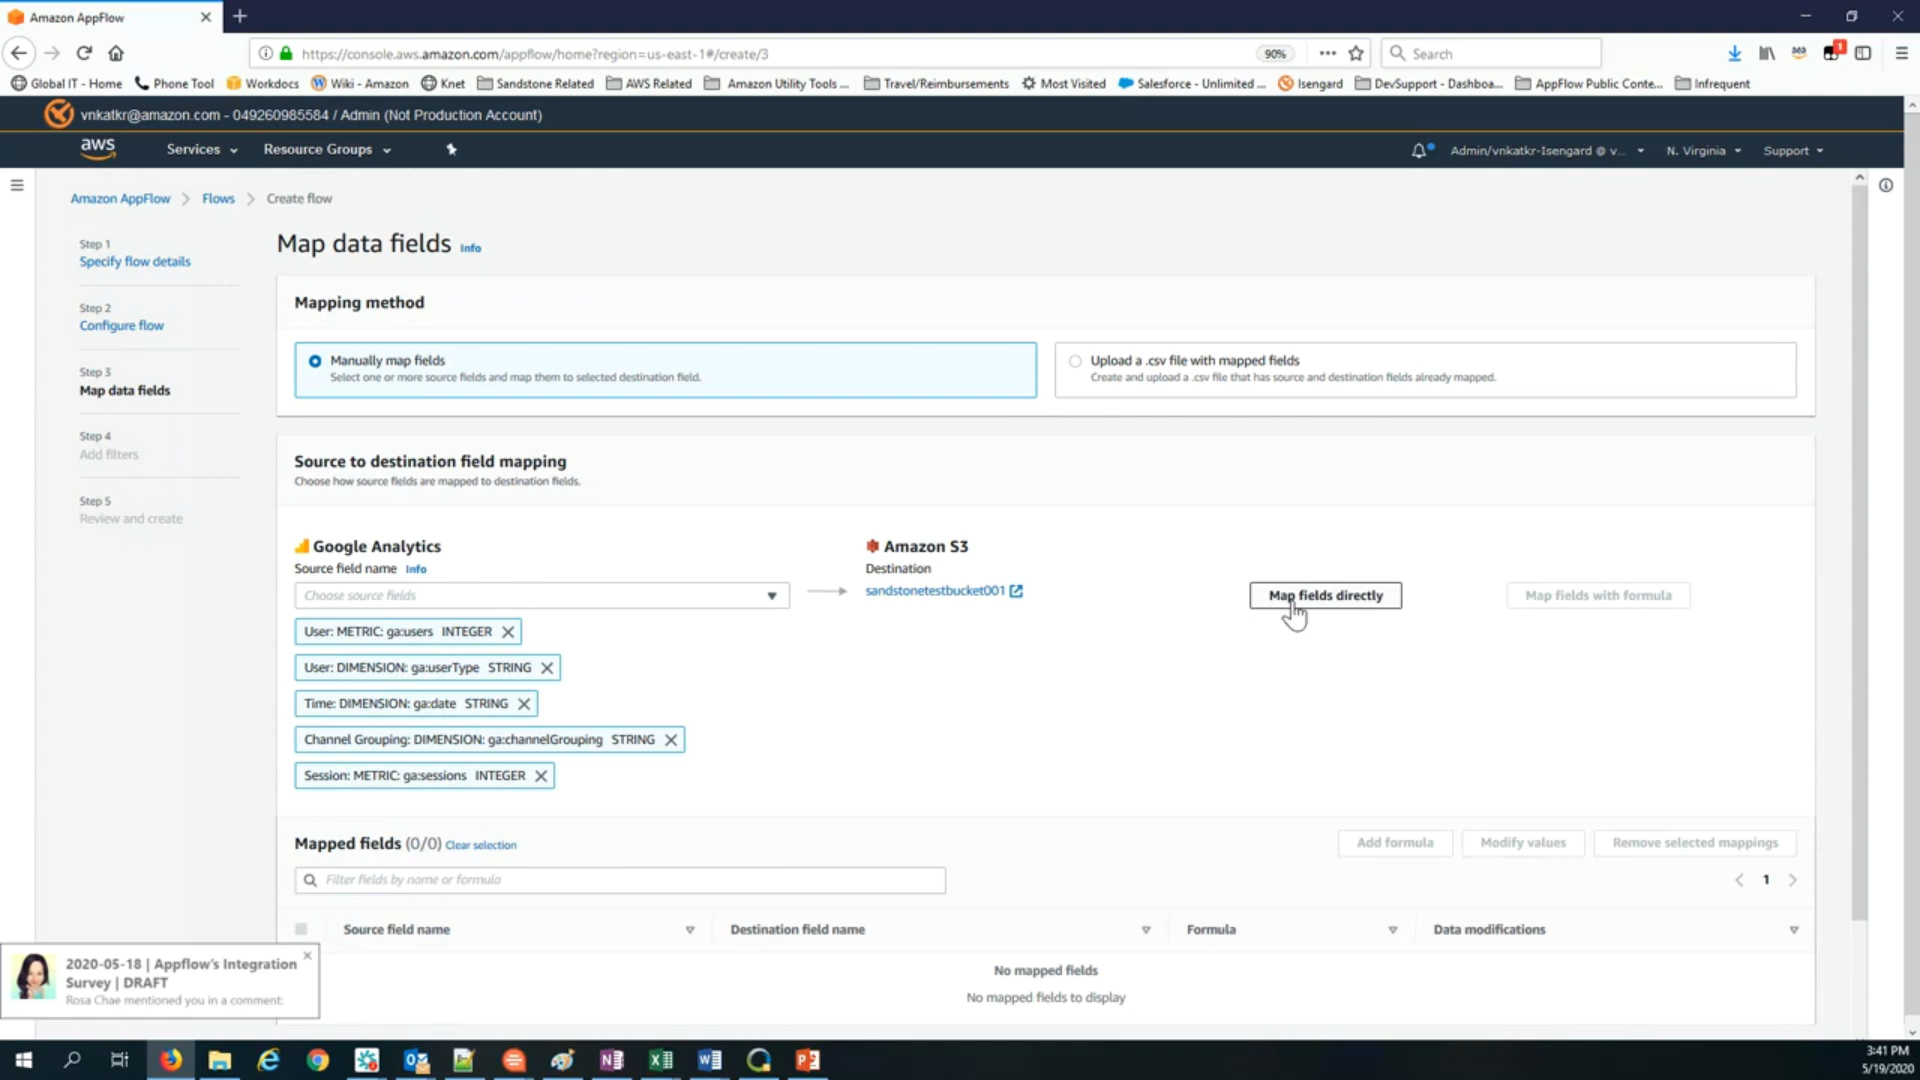 Amazon AppFlow
https://console.aws.amazon.com/appflow/home?region=us-east-1#/create/3
90%
Search
Global IT - Home
Phone Tool
Workdocs
Wiki - Amazon
Knet
Sandstone Related
AWS Related
Amazon Utility Tools ...
Travel/Reimbursements
Most Visited
Salesforce - Unlimited ...
Isengard
DevSupport - Dashboa...
AppFlow Public Conte...
Infrequent
vnkatkr@amazon.com - 049260985584 / Admin (Not Production Account)
aws
Services
Resource Groups
Admin/vnkatkr-Isengard @ v...
N. Virginia
Support
Amazon AppFlow
Flows
Create flow
Step 1
Specify flow details
Step 2
Configure flow
Step 3
Map data fields
Step 4
Add filters
Step 5
Review and create
Map data fields Info
Mapping method
Manually map fields
Select one or more source fields and map them to selected destination field.
Upload a .csv file with mapped fields
Create and upload a .csv file that has source and destination fields already mapped.
Source to destination field mapping
Choose how source fields are mapped to destination fields.
Google Analytics
Source field name Info
Choose source fields
Amazon S3
Destination
sandstonetestbucket001
Map fields directly
Map fields with formula
User: METRIC: ga:users INTEGER
User: DIMENSION: ga:userType STRING
Time: DIMENSION: ga:date STRING
Channel Grouping: DIMENSION: ga:channelGrouping STRING
Session: METRIC: ga:sessions INTEGER
Mapped fields (0/0) Clear selection
Add formula
Modify values
Remove selected mappings
Filter fields by name or formula
1
Source field name
Destination field name
Formula
Data modifications
No mapped fields
No mapped fields to display
2020-05-18 | Appflow's Integration
Survey | DRAFT
Rosa Chae mentioned you in a comment:
3:41 PM
5/19/2020